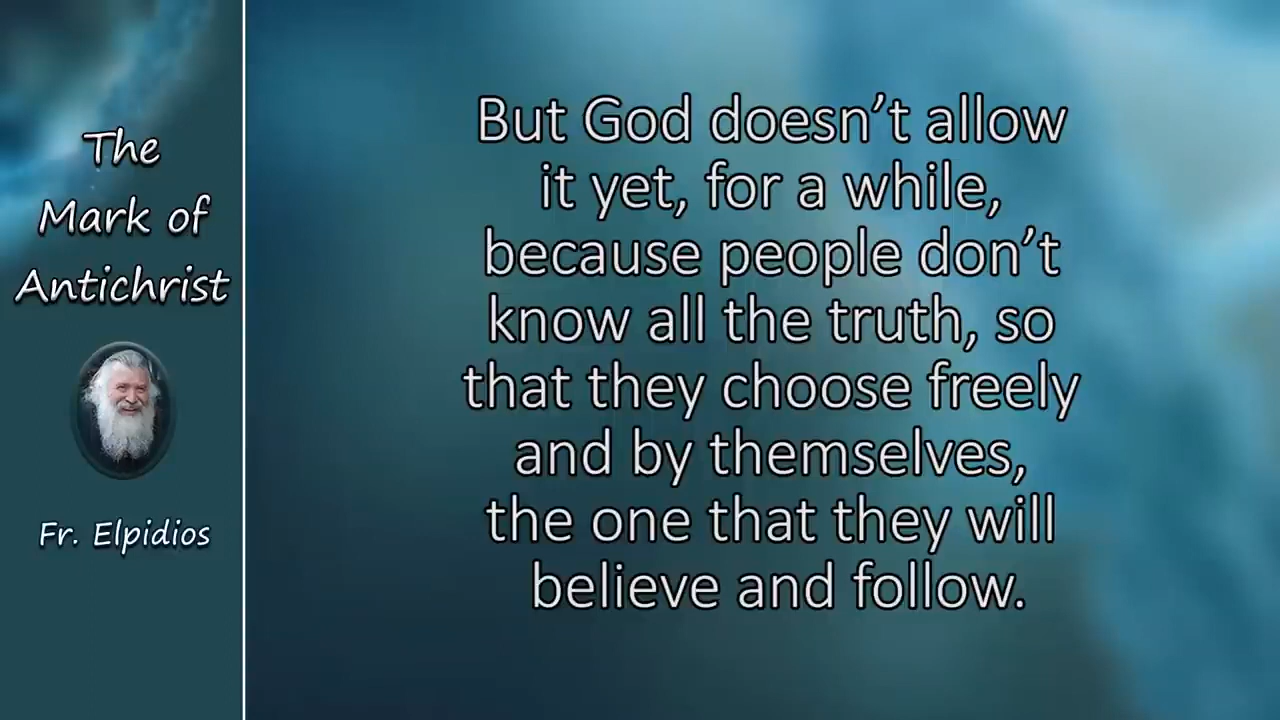 The
Mark of
Antichrist
Fr. Elpidios
But God doesn’t allow
it yet, for a while,
because people don’t
know all the truth, so
that they choose freely
and by themselves,
the one that they will
believe and follow.